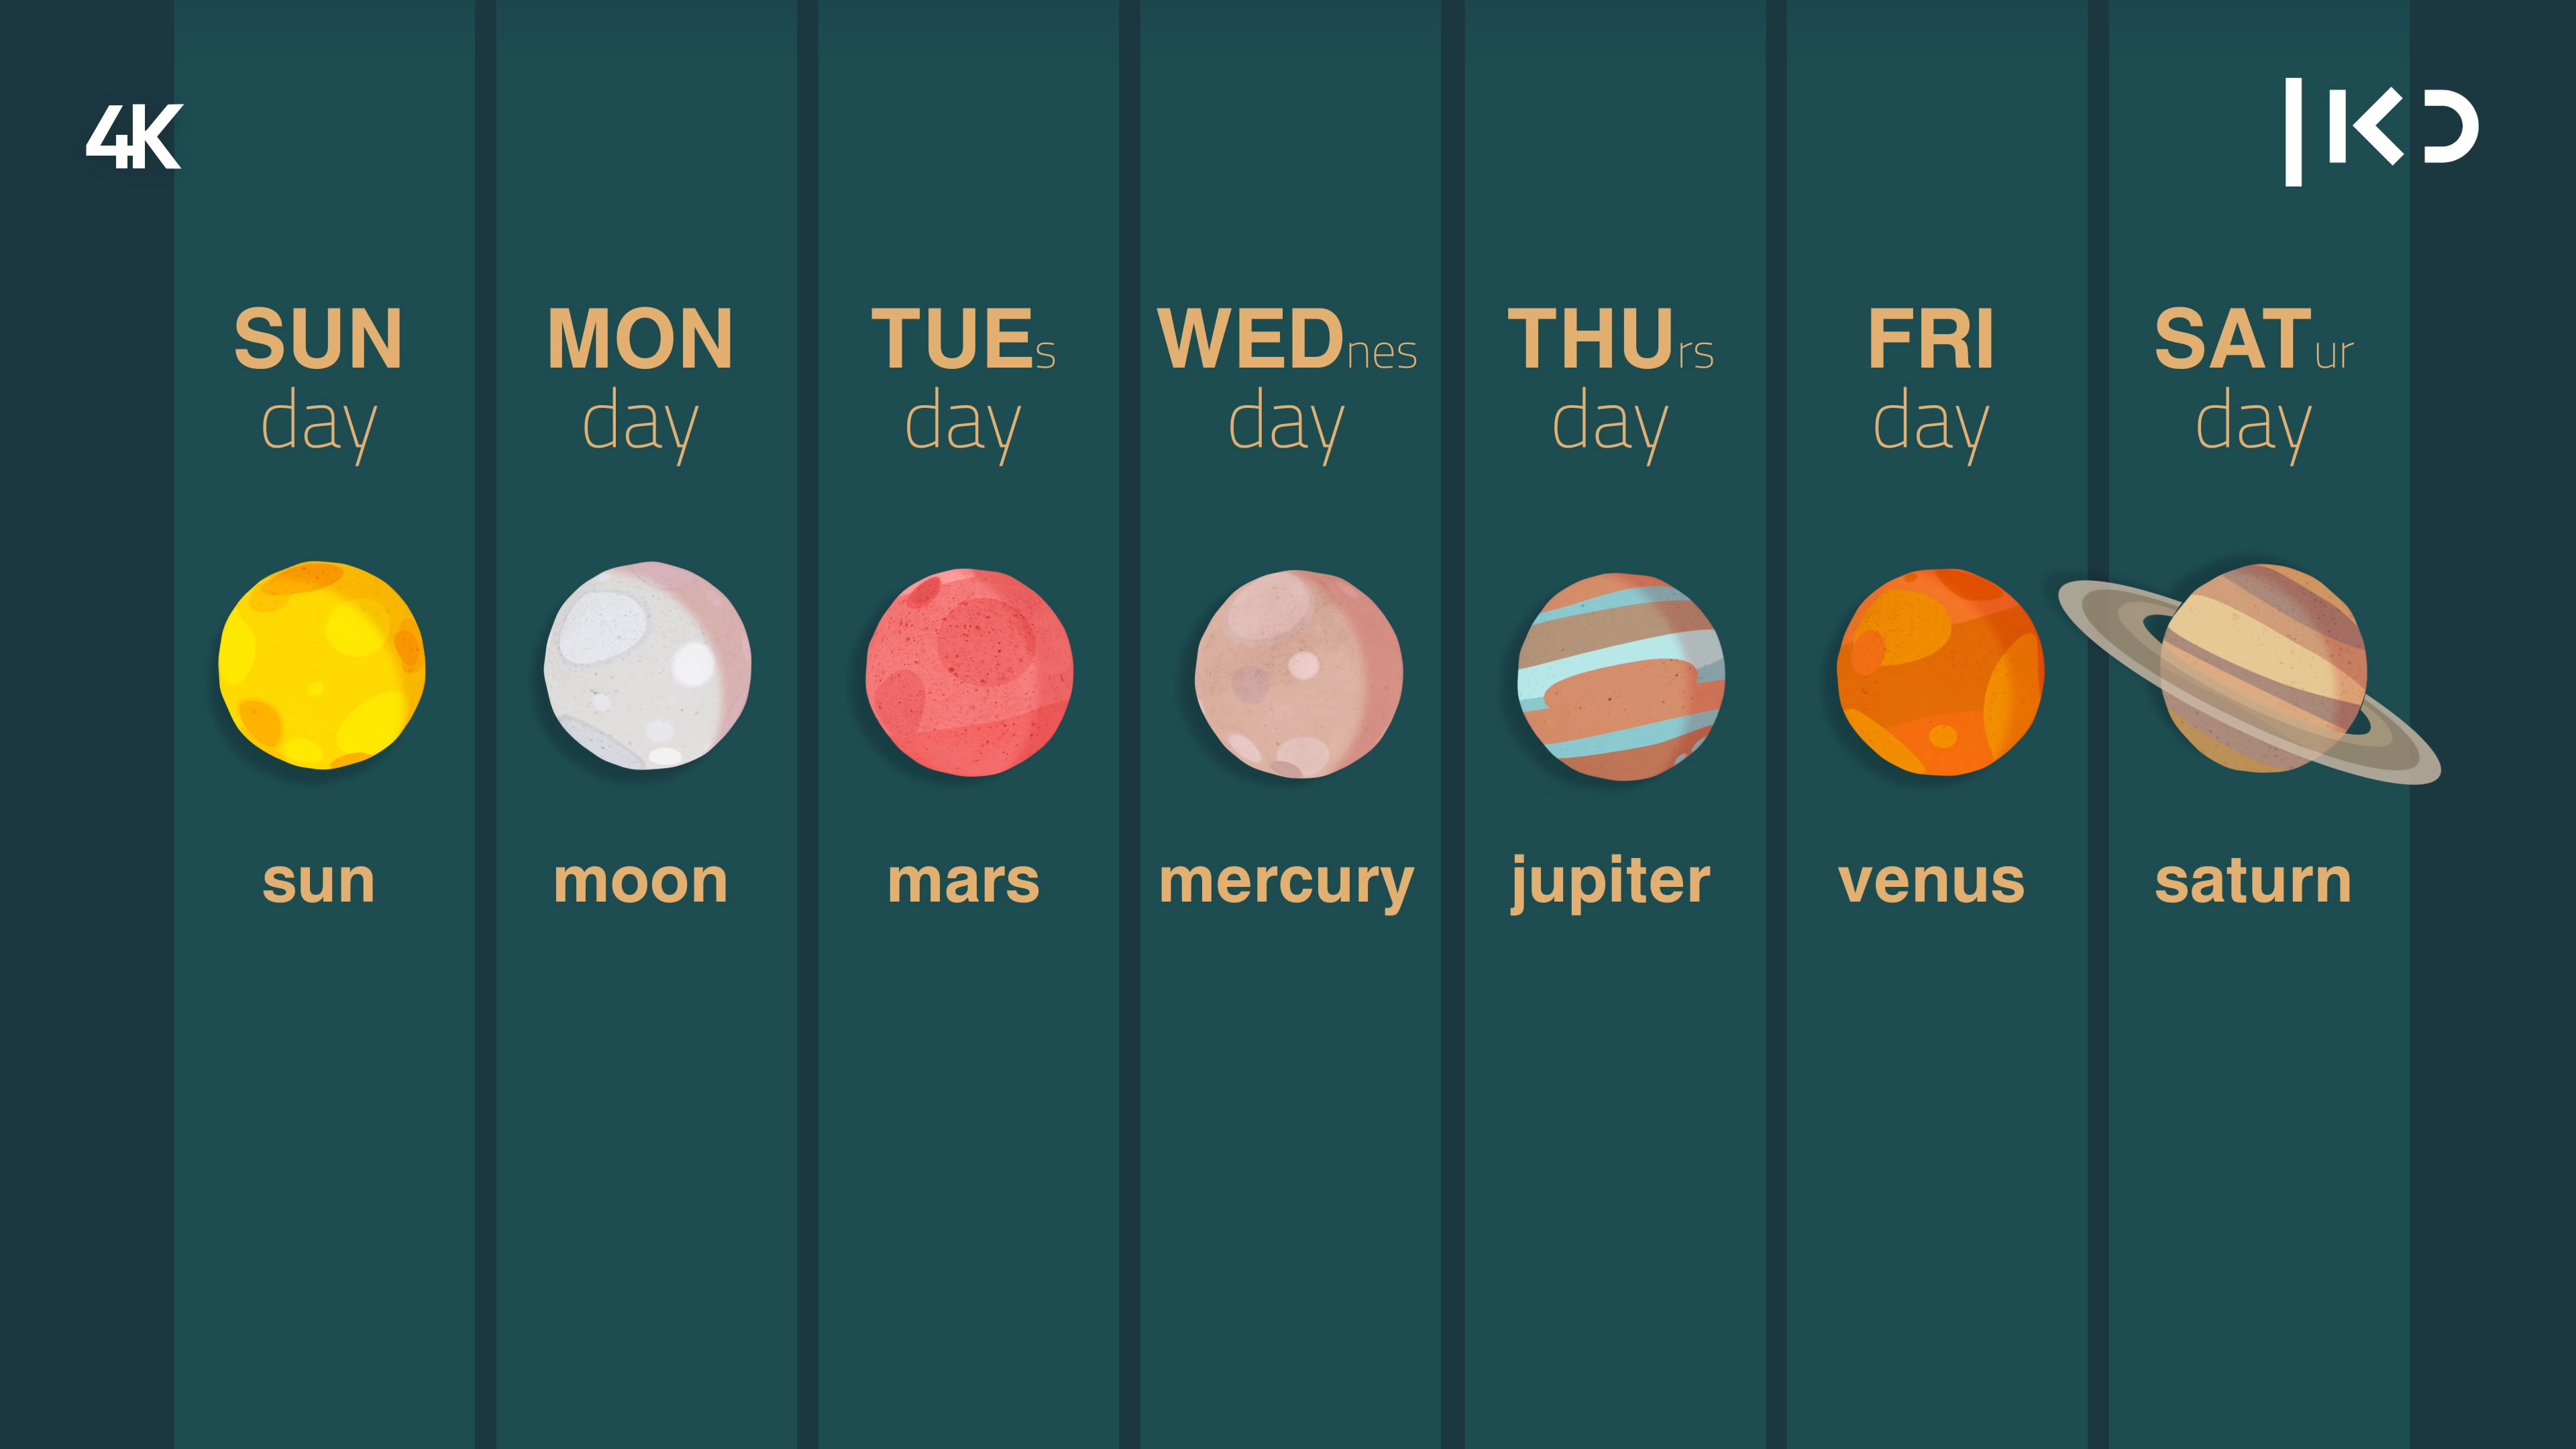 4K
כאן
SUN
day
sun
MON
day
moon
TUEs
day
mars
WEDnes
day
mercury
THUrs
day
jupiter
FRI
day
venus
SATur
day
saturn